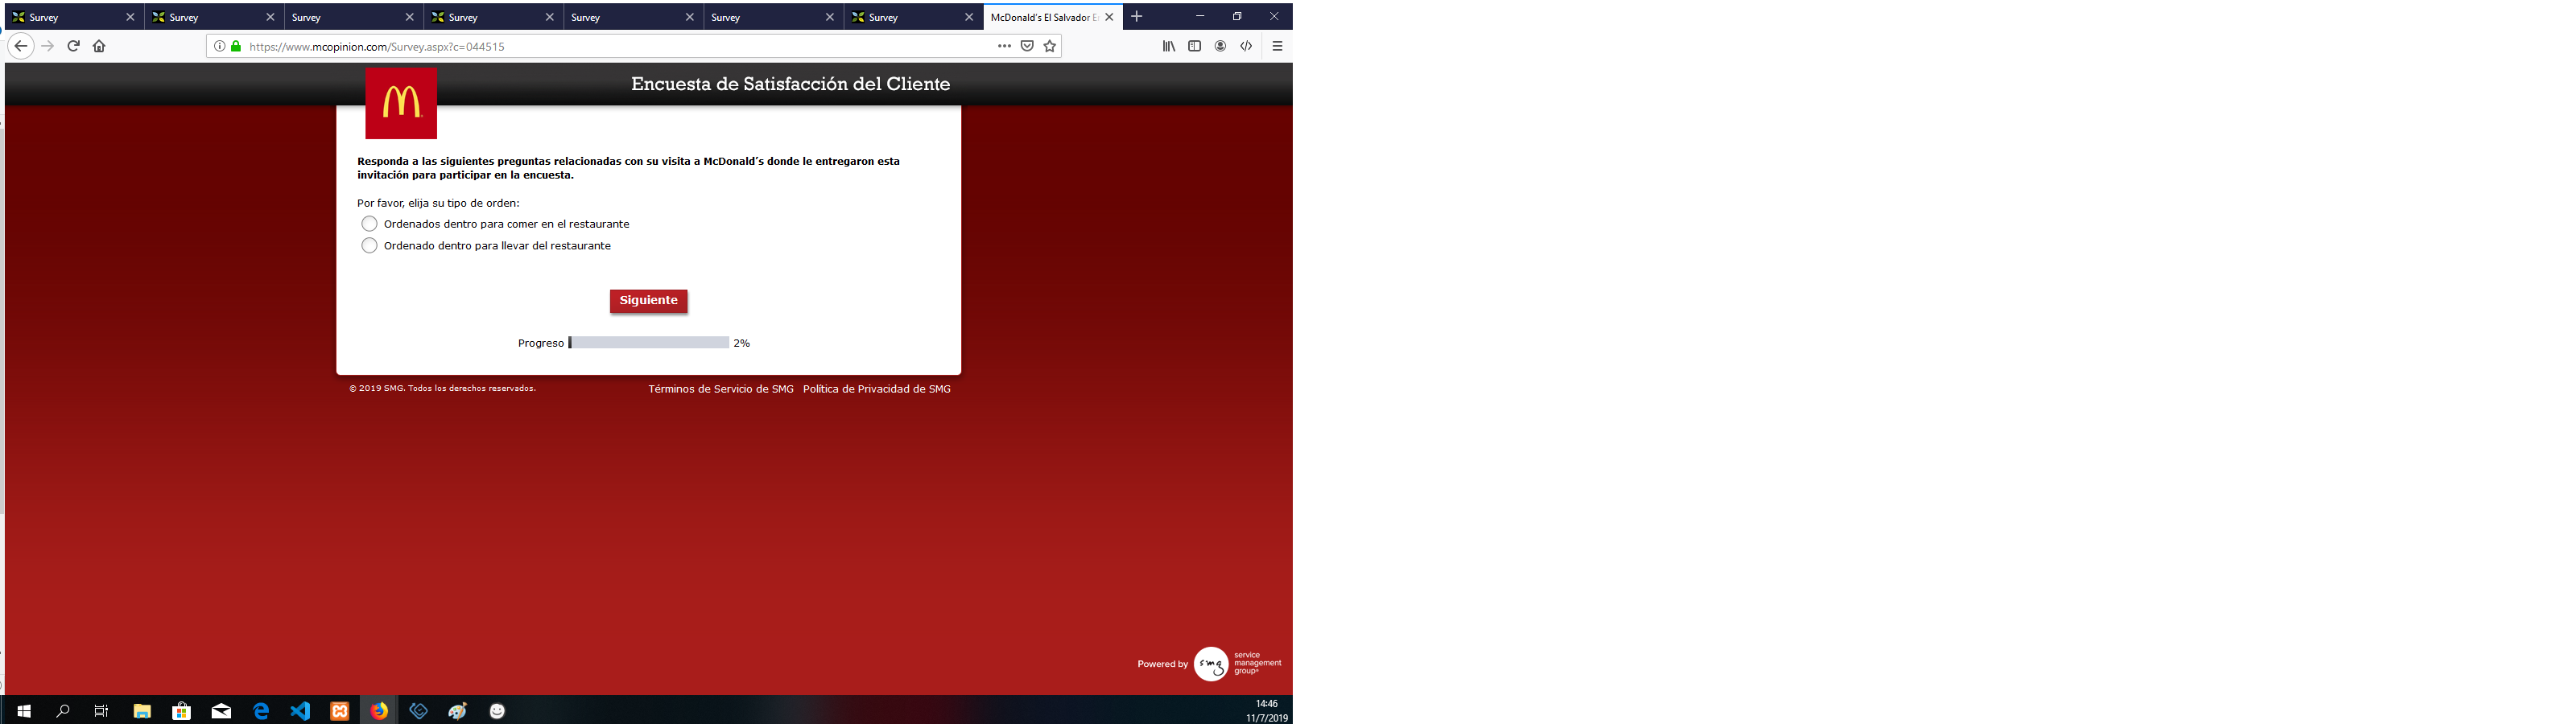 Survey
Survey
Survey
Survey
Survey
Survey
Survey
McDonald's El Salvador E
https://www.mcopinion.com/Survey.aspx?c=044515
Encuesta de Satisfacción del Cliente
Responda a las siguientes preguntas relacionadas con su visita a McDonald's donde le entregaron esta
invitación para participar en la encuesta.
Por favor, elija su tipo de orden:
Ordenados dentro para comer en el restaurante
Ordenado dentro para llevar del restaurante
Siguiente
Progreso 2%
© 2019 SMG. Todos los derechos reservados.
Términos de Servicio de SMG Política de Privacidad de SMG
Powered by smg service
management
group
14:46
11/7/2019